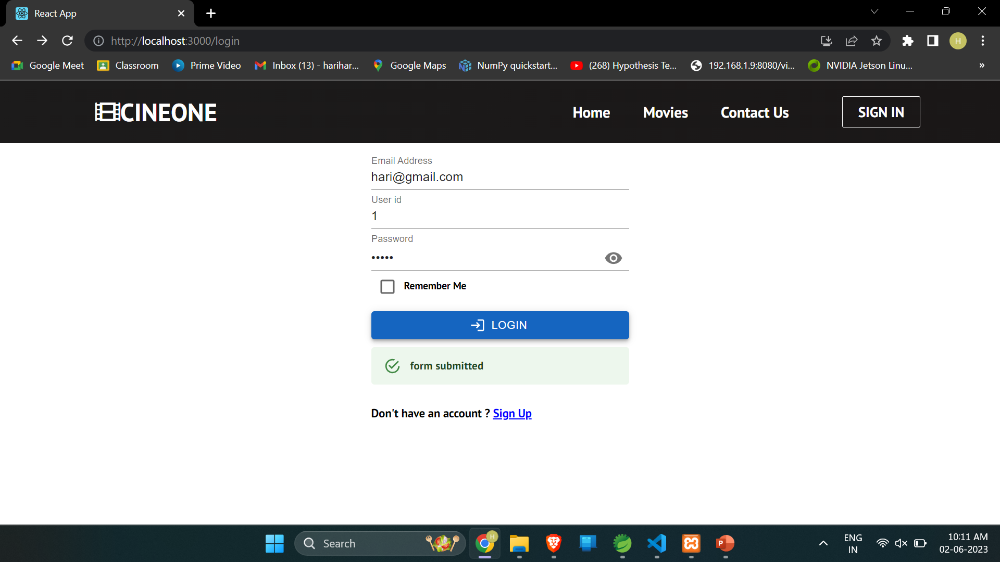 React App
http://localhost:3000/login
H
Google Meet Classroom Prime Video Inbox (13) - harihar... Google Maps NumPy quickstart... (268) Hypothesis Te... 192.168.1.9:8080/vi... NVIDIA Jetson Linu... »
CINEONE Home Movies Contact Us SIGN IN
Email Address
hari@gmail.com
User id
1
Password
•••••
Remember Me
LOGIN
form submitted
Don't have an account ? Sign Up
Search
H
P
ENG
IN
10:11 AM
02-06-2023